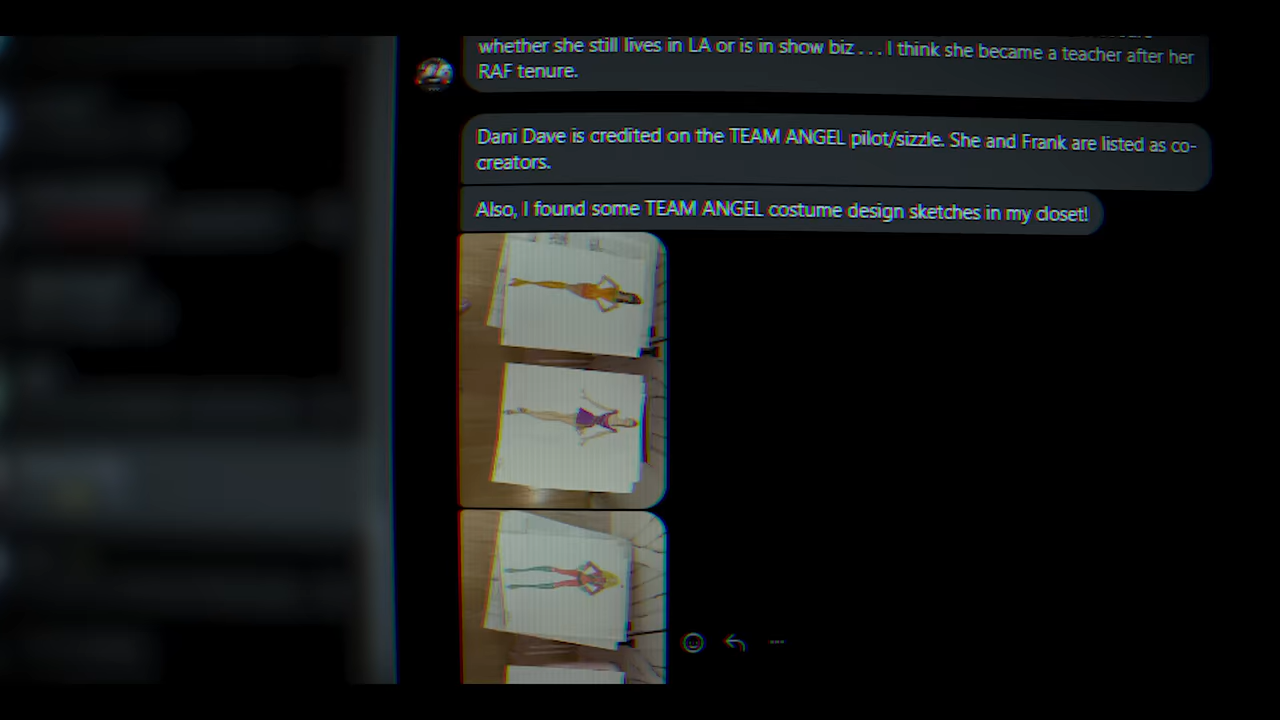 whether she still lives in LA or is in show biz . . . I think she became a teacher after her
RAF tenure.
Dani Dave is credited on the TEAM ANGEL pilot/sizzle. She and Frank are listed as co-
creators.
Also, I found some TEAM ANGEL costume design sketches in my closet!